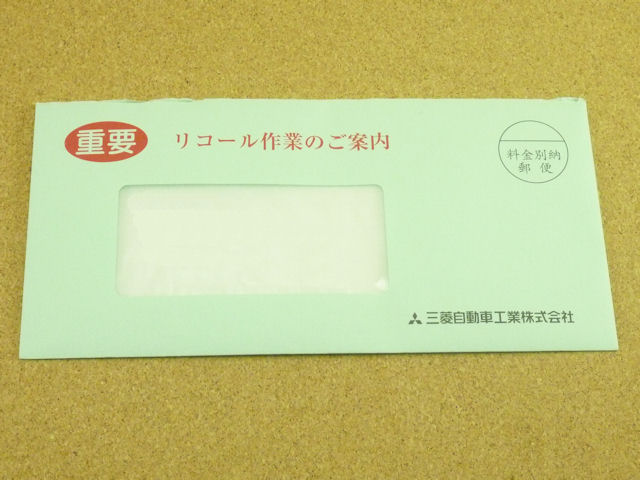 重要
リコール作業のご案内
料金別納
郵便
三菱自動車工業株式会社